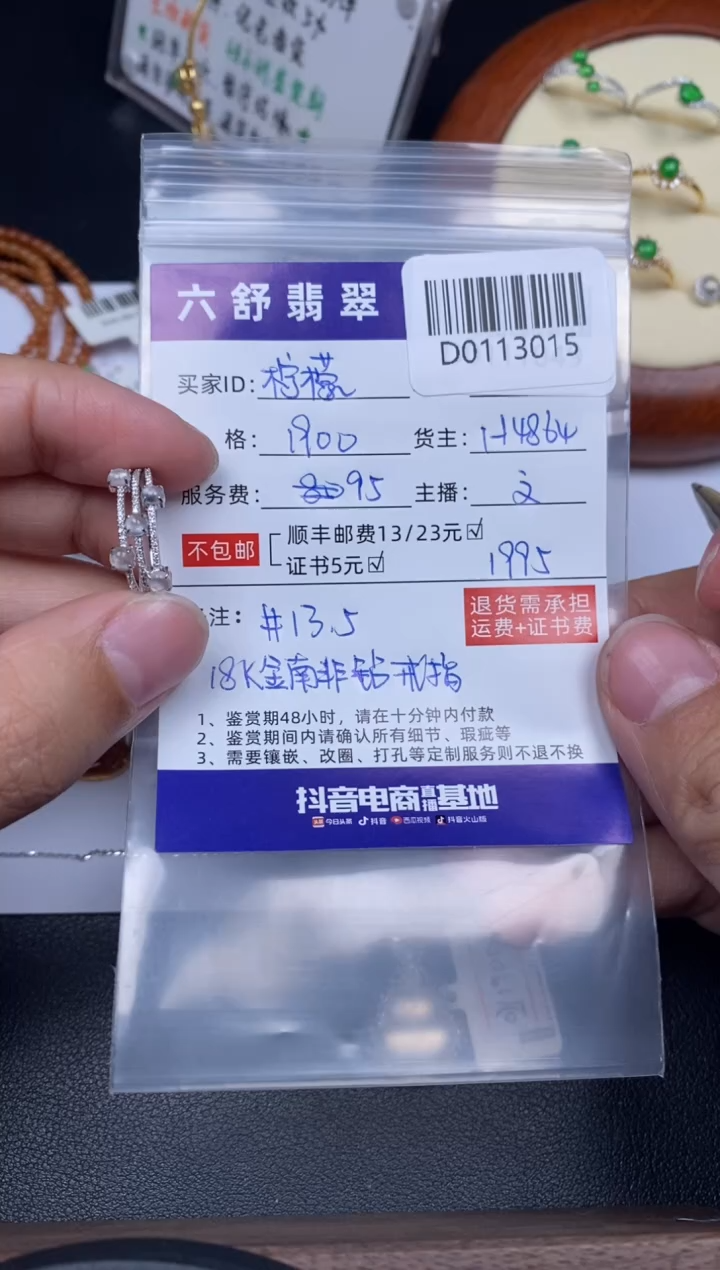 六舒翡翠
D0113015
买家ID：柠檬
格：1900 货主：1-14864
服务费：95 主播：文
不包邮
顺丰邮费13/23元☑
证书5元☑ 1995
注：#13.5
退货需承担
运费+证书费
18K金南非钻戒指
1、鉴赏期48小时，请在十分钟内付款
2、鉴赏期间内请确认所有细节、瑕疵等
3、需要镶嵌、改圈、打孔等定制服务则不退不换
抖音电商直播基地
今日头条 抖音 西瓜视频 抖音火山版